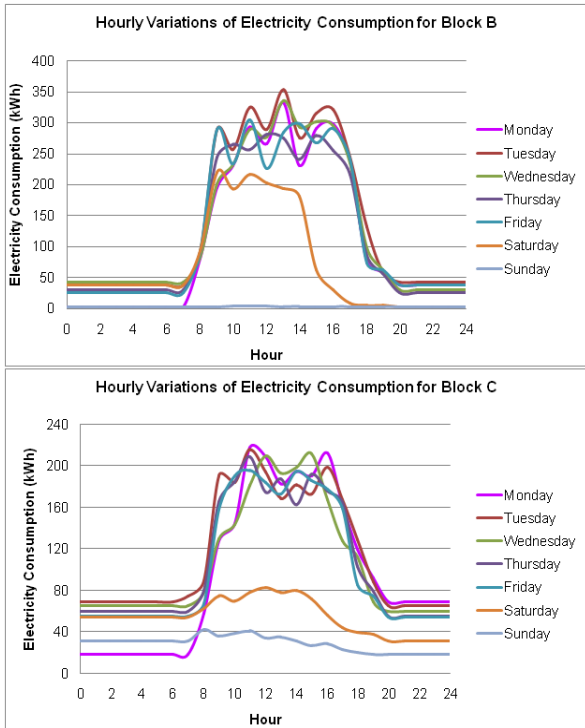 Hourly Variations of Electricity Consumption for Block B
Electricity Consumption (kWh)
400
350
300
250
200
150
100
50
0
0 2 4 6 8 10 12 14 16 18 20 22 24
Hour
Monday
Tuesday
Wednesday
Thursday
Friday
Saturday
Sunday
Hourly Variations of Electricity Consumption for Block C
Electricity Consumption (kWh)
240
200
160
120
80
40
0
0 2 4 6 8 10 12 14 16 18 20 22 24
Hour
Monday
Tuesday
Wednesday
Thursday
Friday
Saturday
Sunday